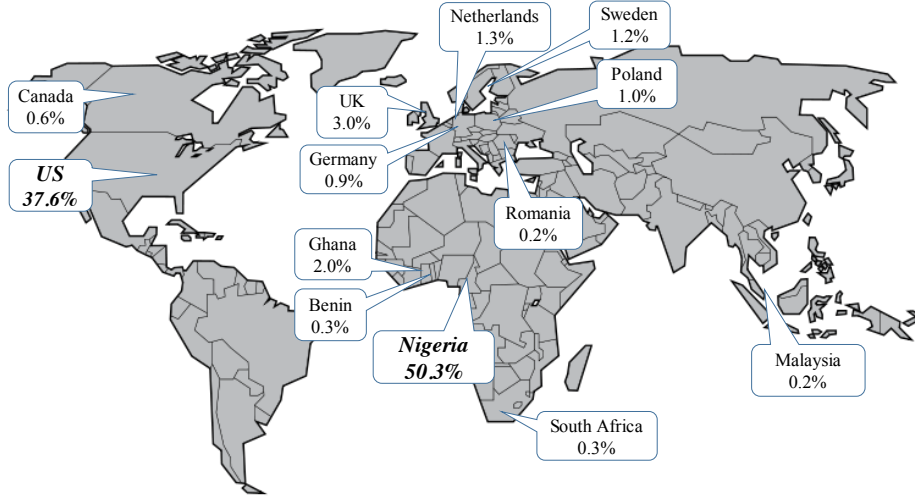 Netherlands
1.3%
Sweden
1.2%
Canada
0.6%
UK
3.0%
Poland
1.0%
US
37.6%
Germany
0.9%
Romania
0.2%
Ghana
2.0%
Benin
0.3%
Nigeria
50.3%
Malaysia
0.2%
South Africa
0.3%